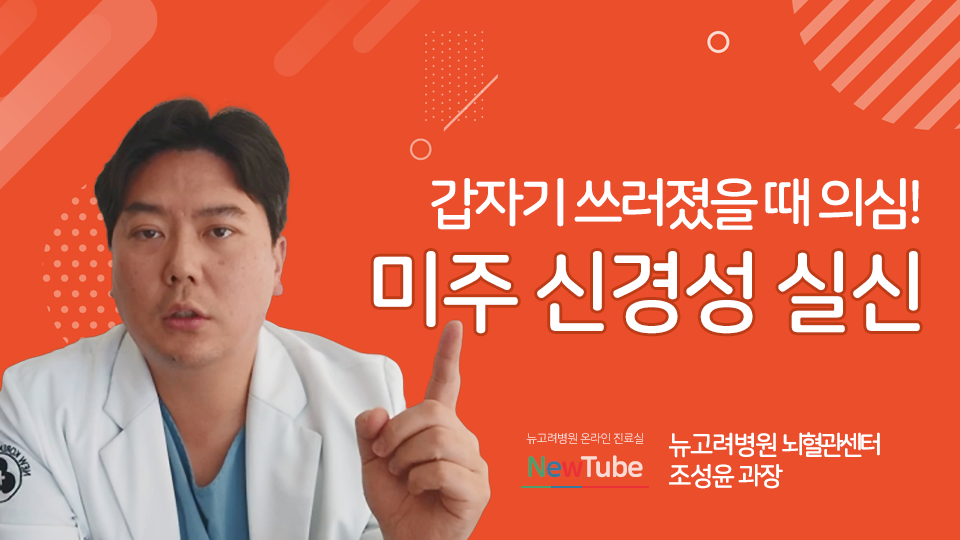 갑자기 쓰러졌을 때 의심!
미주 신경성 실신
뉴고려병원 온라인 진료실
NewTube
뉴고려병원 뇌혈관센터
조성윤 과장
NEW KOREA